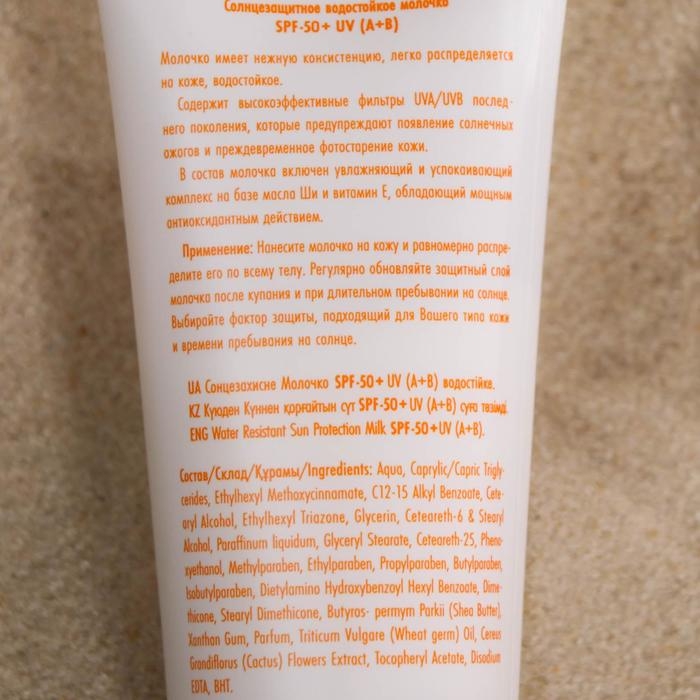 Солнцезащитное водостойкое молочко
SPF-50+ UV (A+B)
Молочко имеет нежную консистенцию, легко распределяется
на коже, водостойкое.
Содержит высокоэффективные фильтры UVA/UVB послед-
него поколения, которые предупреждают появление солнечных
ожогов и преждевременное фотостарение кожи.
В состав молочка включен увлажняющий и успокаивающий
комплекс на базе масла Ши и витамин Е, обладающий мощным
антиоксидантным действием.
Применение: Нанесите молочко на кожу и равномерно распре-
делите его по всему телу. Регулярно обновляйте защитный слой
молочка после купания и при длительном пребывании на солнце.
Выбирайте фактор защиты, подходящий для Вашего типа кожи
и времени пребывания на солнце.
UA Сонцезахисне Молочко SPF-50+ UV (A+B) водостійке.
KZ Күюден Күннен қорғайтын сүт SPF-50+ UV (A+B) суға төзімді.
ENG Water Resistant Sun Protection Milk SPF-50+UV (A+B).
Состав/Склад/Құрамы/Ingredients: Aqua, Caprylic/Capric Trigly-
cerides, Ethylhexyl Methoxycinnamate, C12-15 Alkyl Benzoate, Cete-
aryl Alcohol, Ethylhexyl Triazone, Glycerin, Ceteareth-6 & Stearyl
Alcohol, Paraffinum liquidum, Glyceryl Stearate, Ceteareth-25, Pheno-
xyethanol, Methylparaben, Ethylparaben, Propylparaben, Butylparaben,
Isobutylparaben, Dietylamino Hydroxybenzoyl Hexyl Benzoate, Dime-
thicone, Stearyl Dimethicone, Butyros- permym Parkii (Shea Butter),
Xanthan Gum, Parfum, Triticum Vulgare (Wheat germ) Oil, Cereus
Grandiflorus (Cactus) Flowers Extract, Tocopheryl Acetate, Disodium
EDTA, BHT.